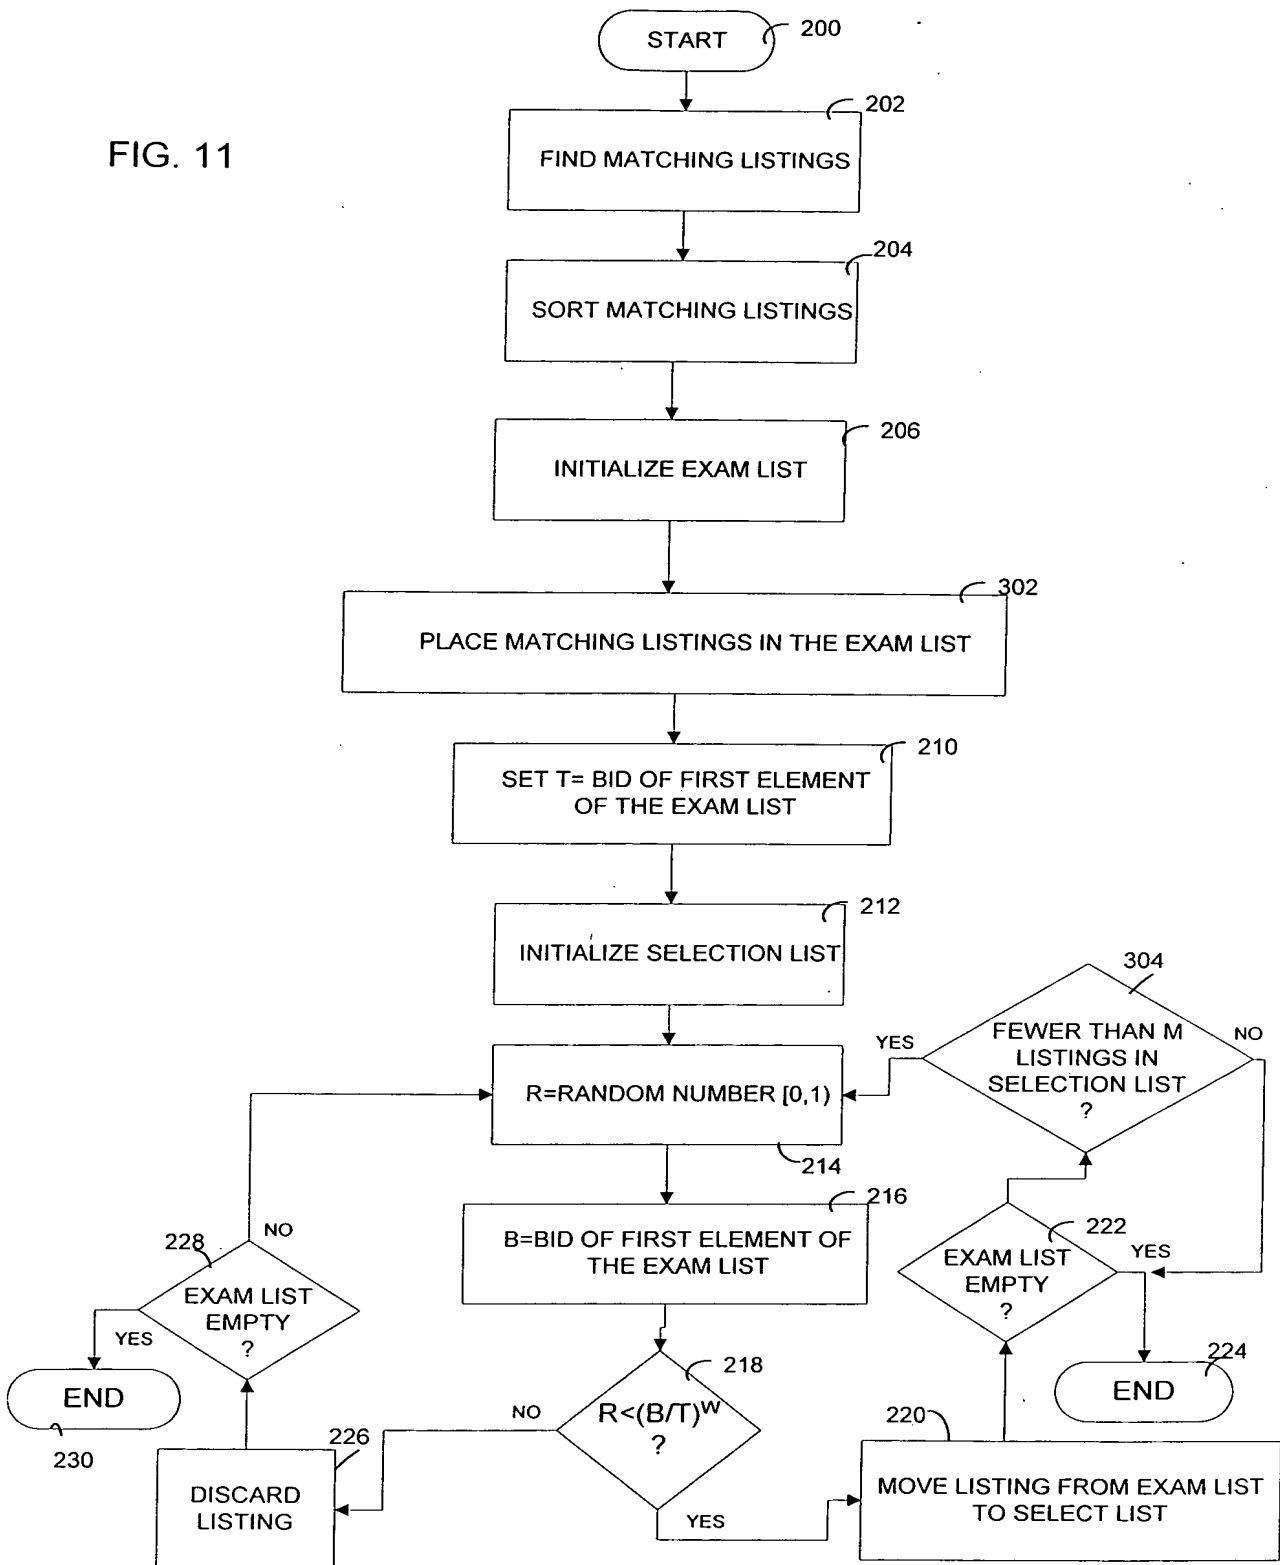 START
200
202
FIG. 11
FIND MATCHING LISTINGS
204
SORT MATCHING LISTINGS
206
INITIALIZE EXAM LIST
302
PLACE MATCHING LISTINGS IN THE EXAM LIST
210
SET T= BID OF FIRST ELEMENT
OF THE EXAM LIST
212
INITIALIZE SELECTION LIST
304
FEWER THAN M
LISTINGS IN
SELECTION LIST
?
YES
NO
R=RANDOM NUMBER [0,1)
214
216
B=BID OF FIRST ELEMENT OF
THE EXAM LIST
222
EXAM LIST
EMPTY
?
YES
228
NO
EXAM LIST
EMPTY
?
YES
END
230
218
R<(B/T)^W
?
NO
YES
224
END
220
MOVE LISTING FROM EXAM LIST
TO SELECT LIST
226
DISCARD
LISTING